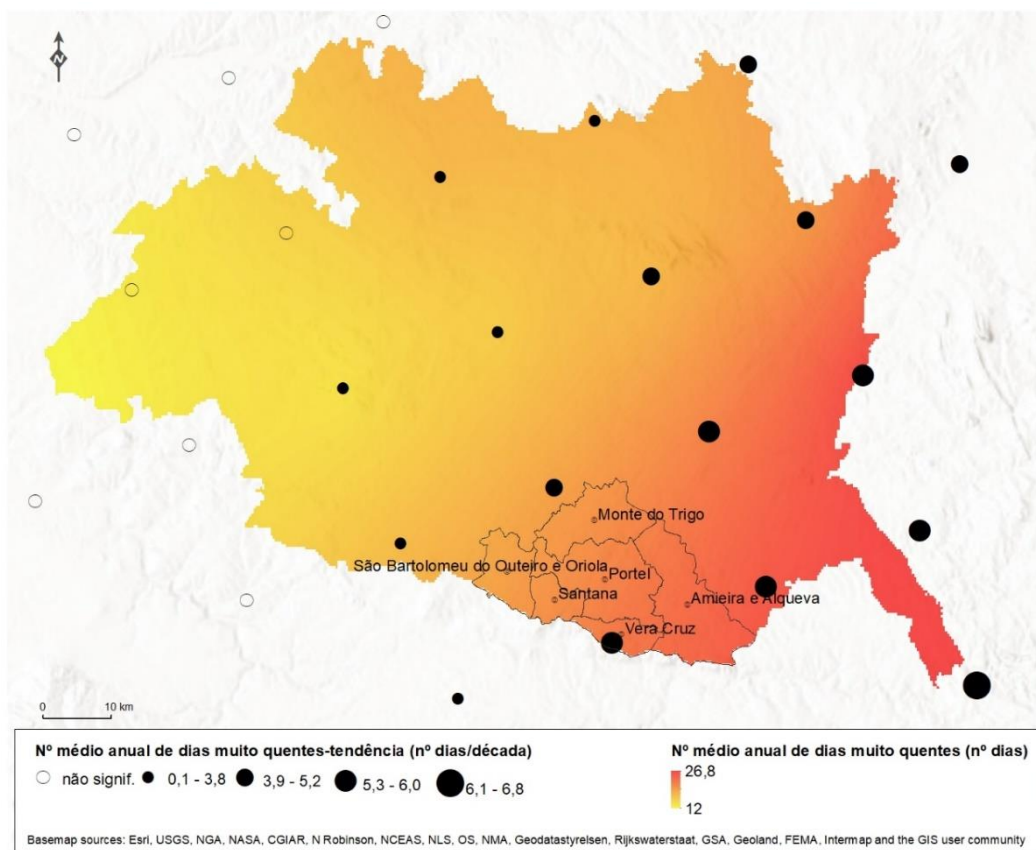 N
Monte do Trigo
São Bartolomeu do Outeiro e Oriola
Portel
Santana
Amieira e Alqueva
Vera Cruz
0 10 km
Nº médio anual de dias muito quentes-tendência (nº dias/década)
não signif. 0,1 - 3,8 3,9 - 5,2 5,3 - 6,0 6,1 - 6,8
Nº médio anual de dias muito quentes (nº dias)
26,8
12
Basemap sources: Esri, USGS, NGA, NASA, CGIAR, N Robinson, NCEAS, NLS, OS, NMA, Geodatastyrelsen, Rijkswaterstaat, GSA, Geoland, FEMA, Intermap and the GIS user community